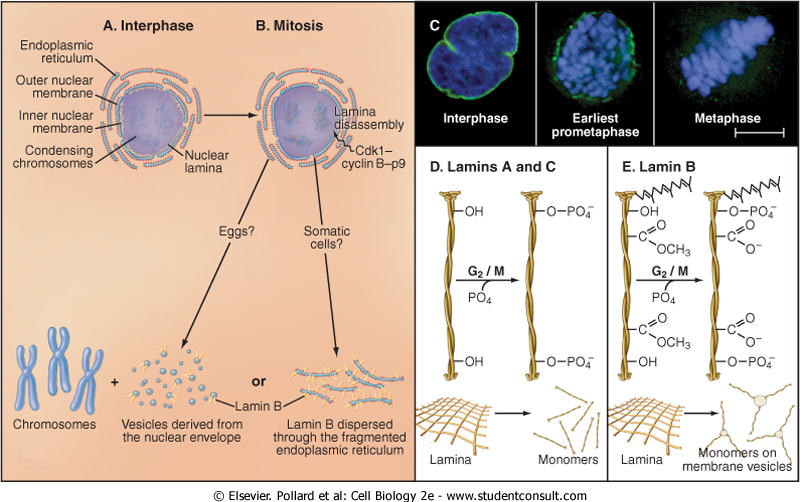 A. Interphase
B. Mitosis
Endoplasmic
reticulum
Outer nuclear
membrane
Inner nuclear
membrane
Condensing
chromosomes
Nuclear
lamina
Lamina
disassembly
Cdk1–
cyclin B–p9
Eggs?
Somatic
cells?
Chromosomes
+
Vesicles derived from
the nuclear envelope
or
Lamin B
Lamin B dispersed
through the fragmented
endoplasmic reticulum
C
Interphase
Earliest
prometaphase
Metaphase
D. Lamins A and C
OH
O–PO4–
G2 / M
PO4
OH
O–PO4–
Lamina
Monomers
E. Lamin B
OH
C
O
OCH3
O–PO4–
C
O
O–
G2 / M
PO4
C
O
OCH3
OH
C
O
O–
O–PO4–
Lamina
Monomers on
membrane vesicles
© Elsevier. Pollard et al: Cell Biology 2e - www.studentconsult.com